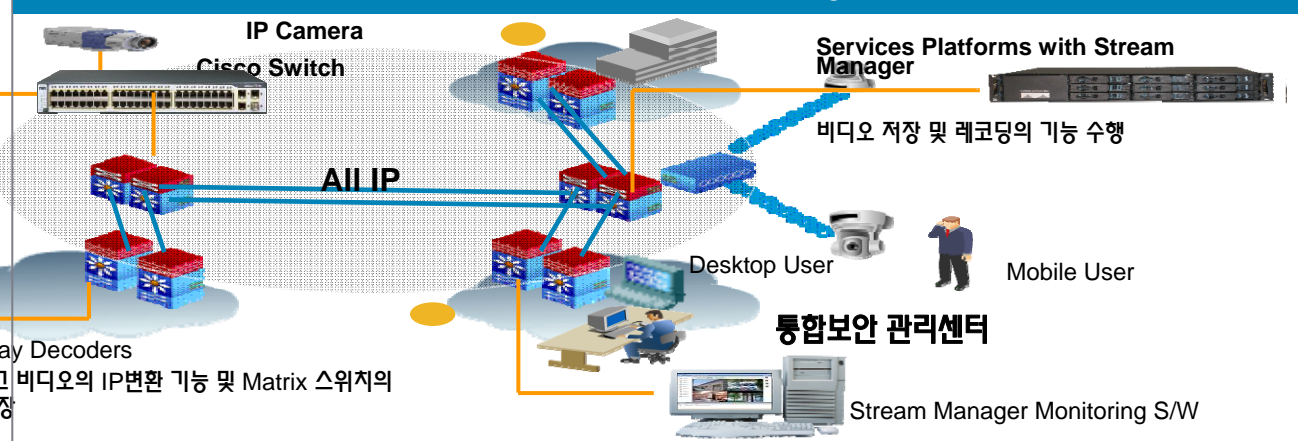 IP Camera
Cisco Switch
Services Platforms with Stream
Manager
비디오 저장 및 레코딩의 기능 수행
All IP
Desktop User
Mobile User
통합보안 관리센터
ay Decoders
비디오의 IP변환 기능 및 Matrix 스위치의
장
Stream Manager Monitoring S/W